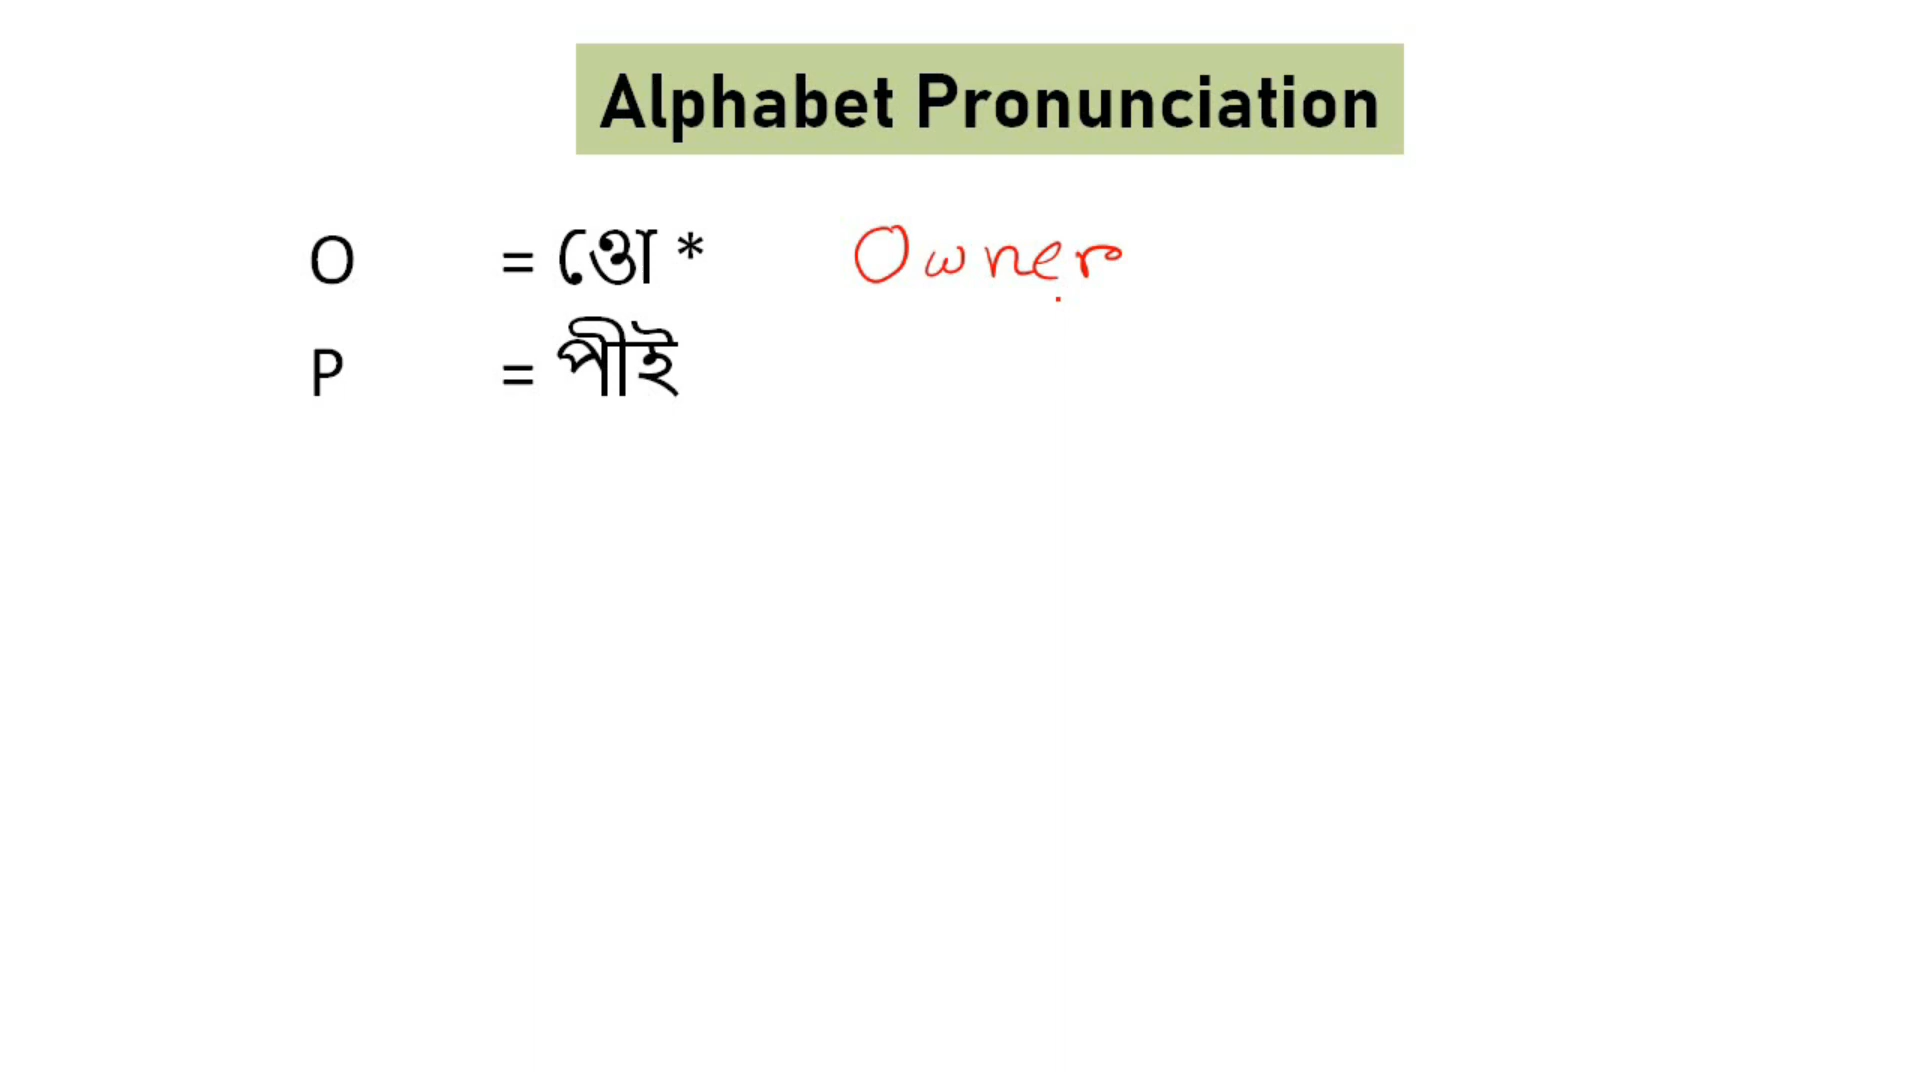 Alphabet Pronunciation
O = ওো * Owner
P = পীই